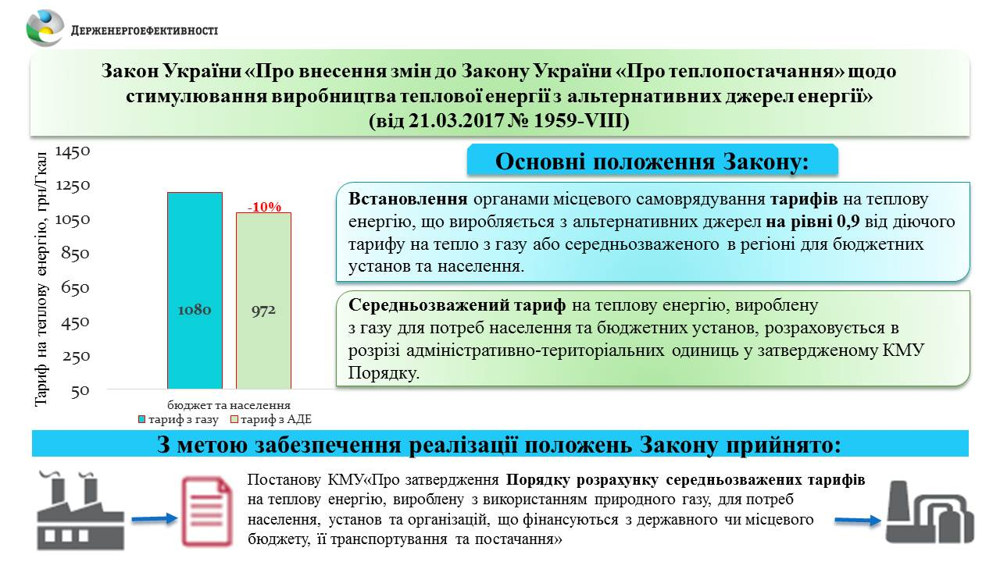 ДЕРЖЕНЕРГОЕФЕКТИВНОСТІ
Закон України «Про внесення змін до Закону України «Про теплопостачання» щодо
стимулювання виробництва теплової енергії з альтернативних джерел енергії»
(від 21.03.2017 № 1959-VIII)
Тариф на теплову енергію, грн/Гкал
1450
1250
1050
850
650
450
250
50
-10%
1080
972
бюджет та населення
тариф з газу
тариф з АДЕ
Основні положення Закону:
Встановлення органами місцевого самоврядування тарифів на теплову
енергію, що виробляється з альтернативних джерел на рівні 0,9 від діючого
тарифу на тепло з газу або середньозваженого в регіоні для бюджетних
установ та населення.
Середньозважений тариф на теплову енергію, вироблену
з газу для потреб населення та бюджетних установ, розраховується в
розрізі адміністративно-територіальних одиниць у затвердженому КМУ
Порядку.
З метою забезпечення реалізації положень Закону прийнято:
Постанову КМУ«Про затвердження Порядку розрахунку середньозважених тарифів
на теплову енергію, вироблену з використанням природного газу, для потреб
населення, установ та організацій, що фінансуються з державного чи місцевого
бюджету, її транспортування та постачання»